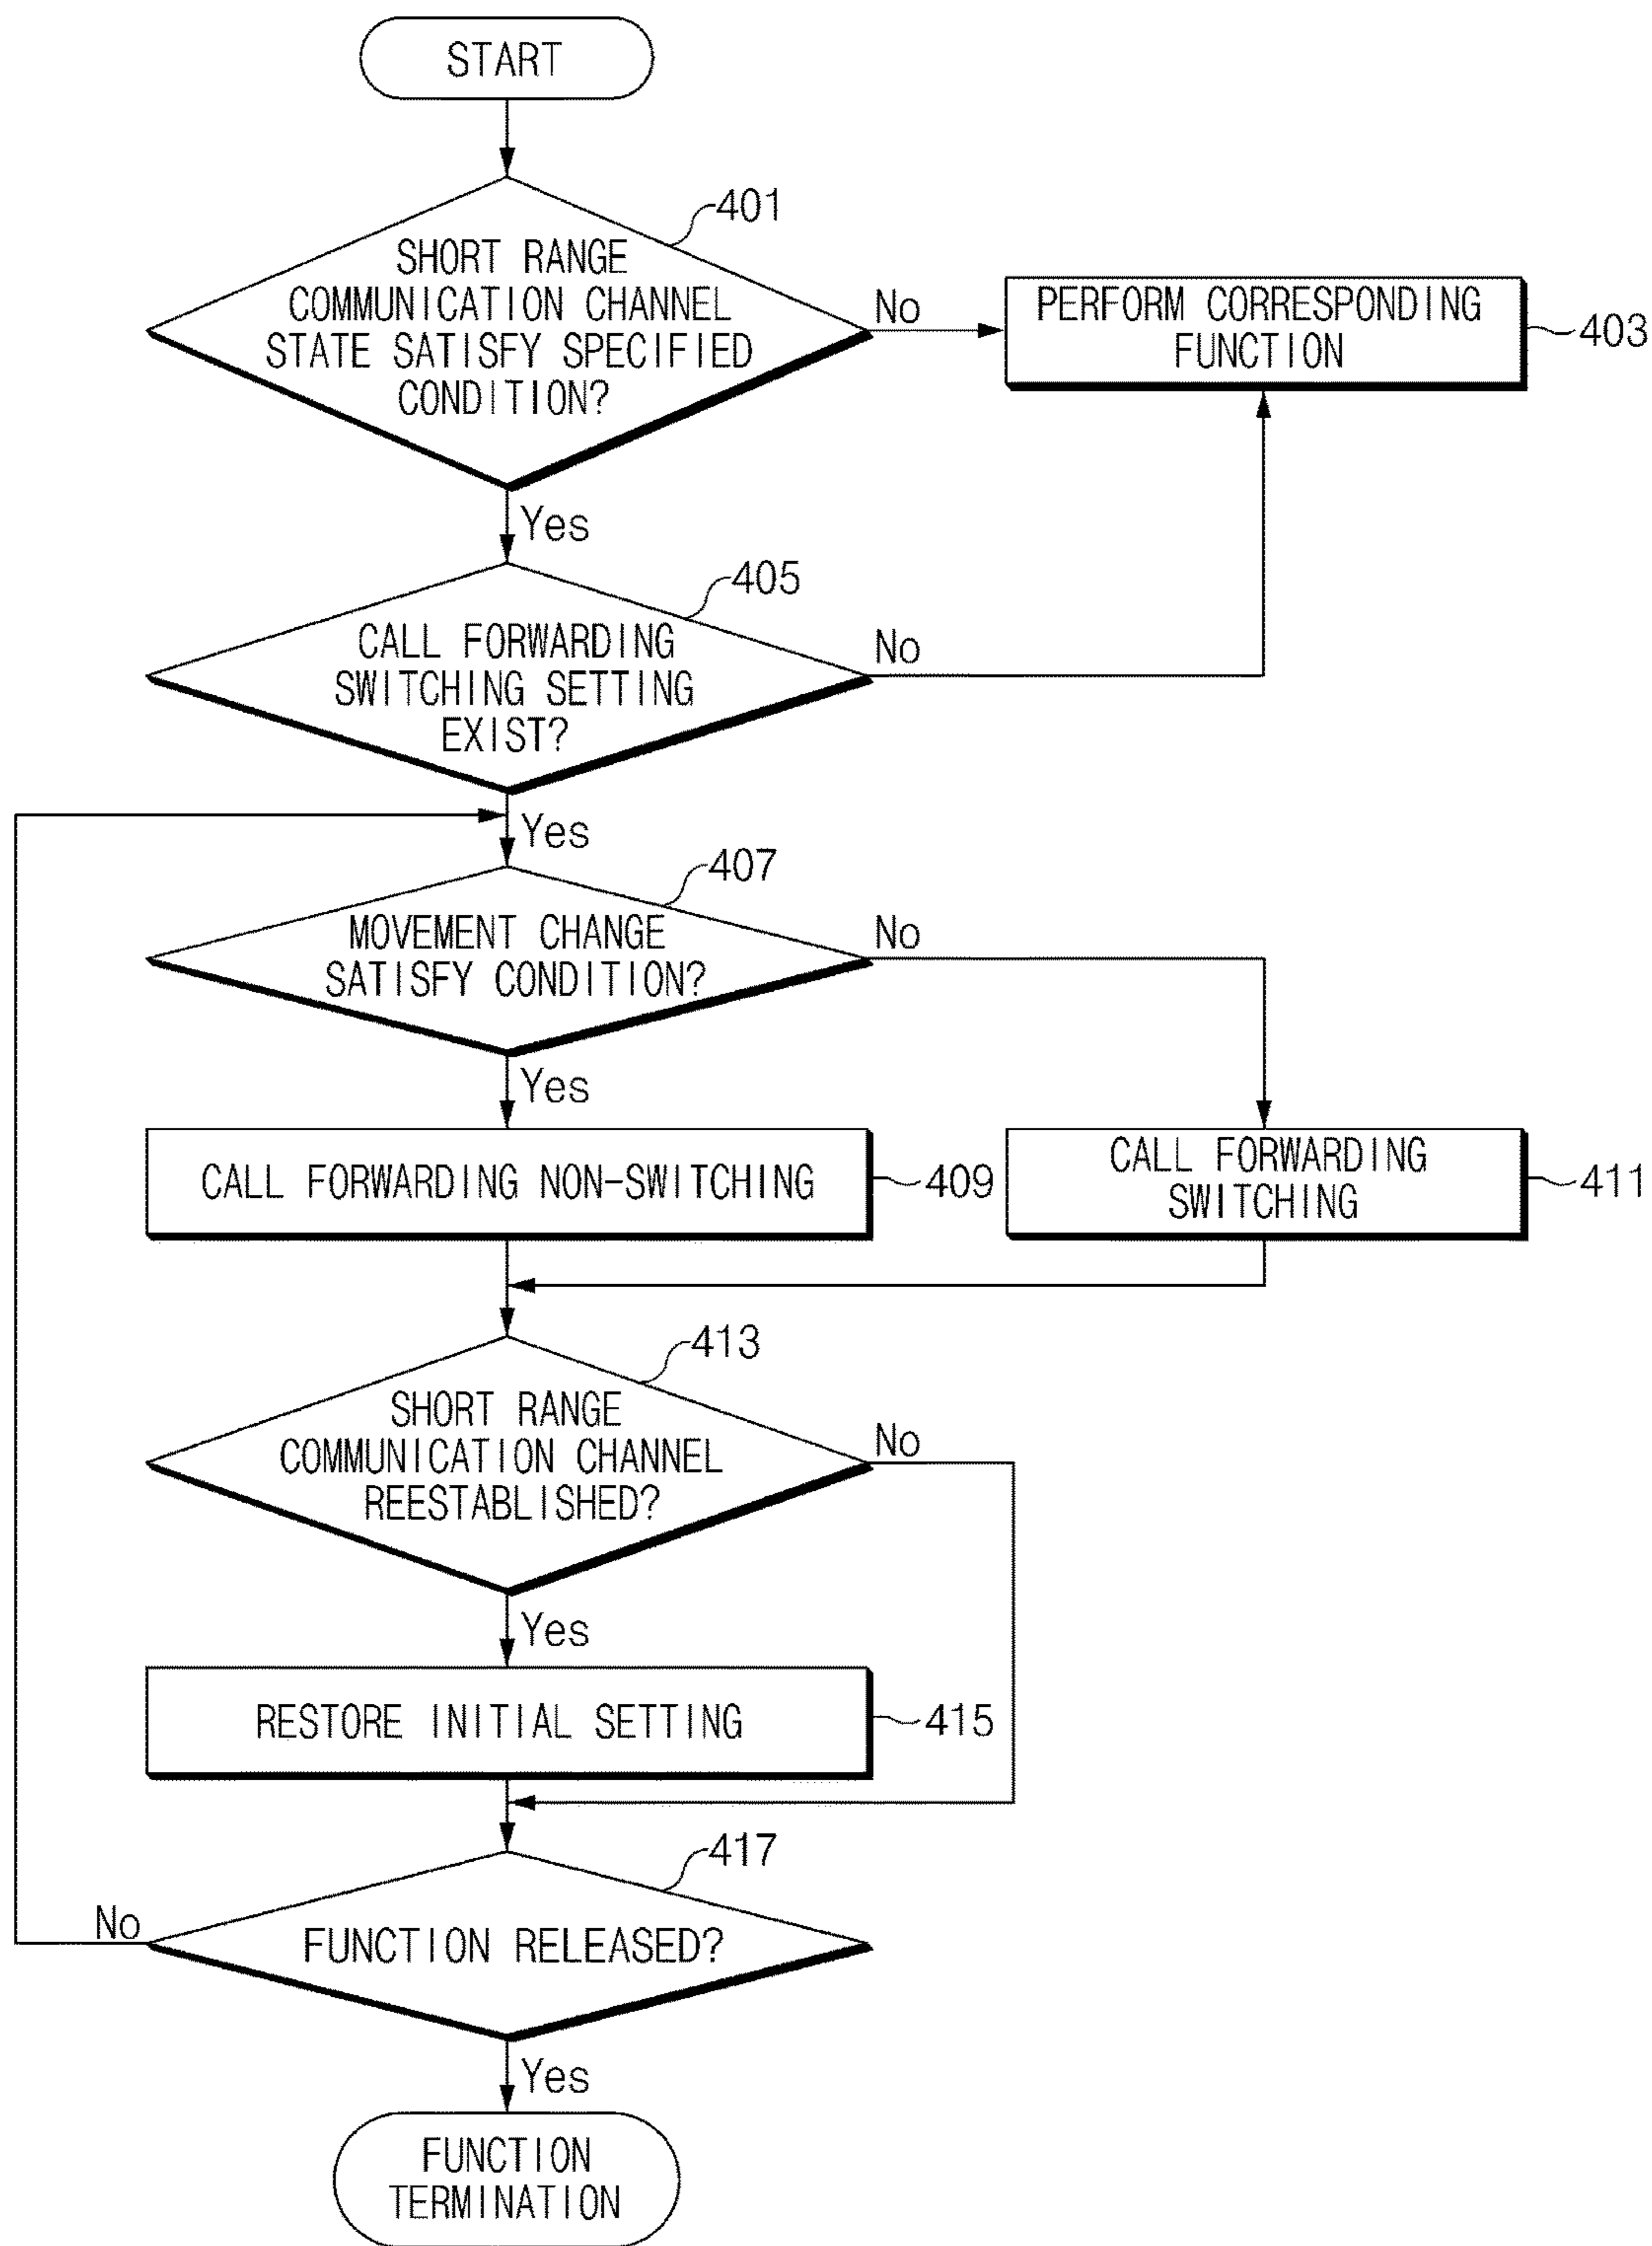 START
401
SHORT RANGE
COMMUNICATION CHANNEL
STATE SATISFY SPECIFIED
CONDITION?
No
PERFORM CORRESPONDING
FUNCTION
403
Yes
405
CALL FORWARDING
SWITCHING SETTING
EXIST?
No
Yes
407
MOVEMENT CHANGE
SATISFY CONDITION?
No
Yes
CALL FORWARDING NON-SWITCHING
409
CALL FORWARDING
SWITCHING
411
413
SHORT RANGE
COMMUNICATION CHANNEL
REESTABLISHED?
No
Yes
RESTORE INITIAL SETTING
415
417
FUNCTION RELEASED?
No
Yes
FUNCTION
TERMINATION